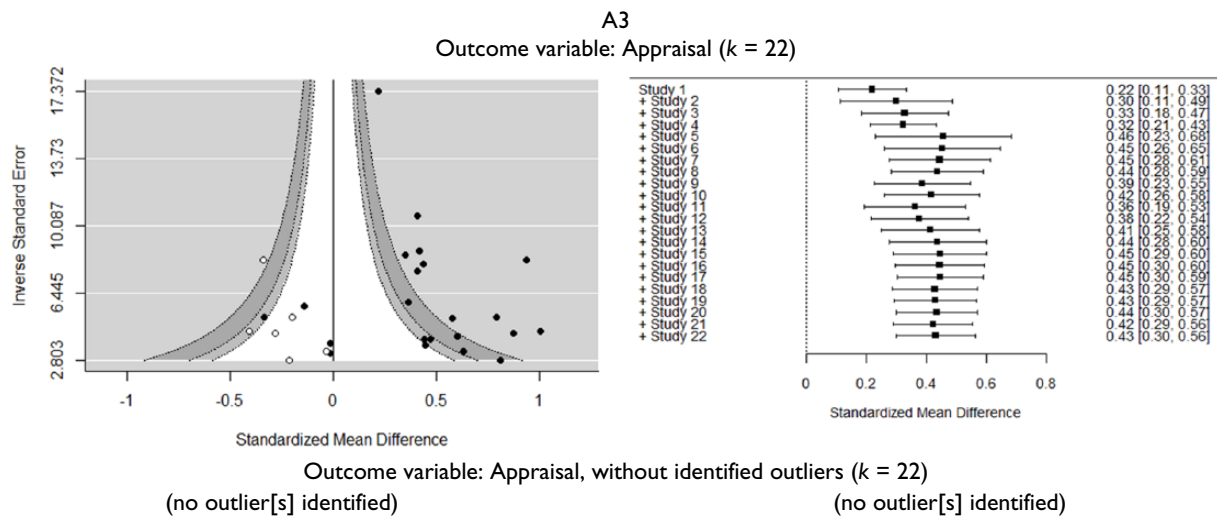 A3
Outcome variable: Appraisal (k = 22)
17.372
13.73
10.087
6.445
2.803
Inverse Standard Error
-1
-0.5
0
0.5
1
Standardized Mean Difference
Study 1 0.22 [0.11, 0.33]
+ Study 2 0.30 [0.11, 0.49]
+ Study 3 0.33 [0.18, 0.47]
+ Study 4 0.32 [0.21, 0.43]
+ Study 5 0.46 [0.23, 0.68]
+ Study 6 0.45 [0.26, 0.65]
+ Study 7 0.45 [0.28, 0.61]
+ Study 8 0.44 [0.28, 0.59]
+ Study 9 0.39 [0.23, 0.55]
+ Study 10 0.42 [0.26, 0.58]
+ Study 11 0.36 [0.19, 0.53]
+ Study 12 0.38 [0.22, 0.54]
+ Study 13 0.41 [0.25, 0.58]
+ Study 14 0.44 [0.28, 0.60]
+ Study 15 0.45 [0.29, 0.60]
+ Study 16 0.45 [0.30, 0.60]
+ Study 17 0.45 [0.30, 0.59]
+ Study 18 0.43 [0.29, 0.57]
+ Study 19 0.43 [0.29, 0.57]
+ Study 20 0.44 [0.30, 0.57]
+ Study 21 0.42 [0.29, 0.56]
+ Study 22 0.43 [0.30, 0.56]
0
0.2
0.4
0.6
0.8
Standardized Mean Difference
Outcome variable: Appraisal, without identified outliers (k = 22)
(no outlier[s] identified)
(no outlier[s] identified)